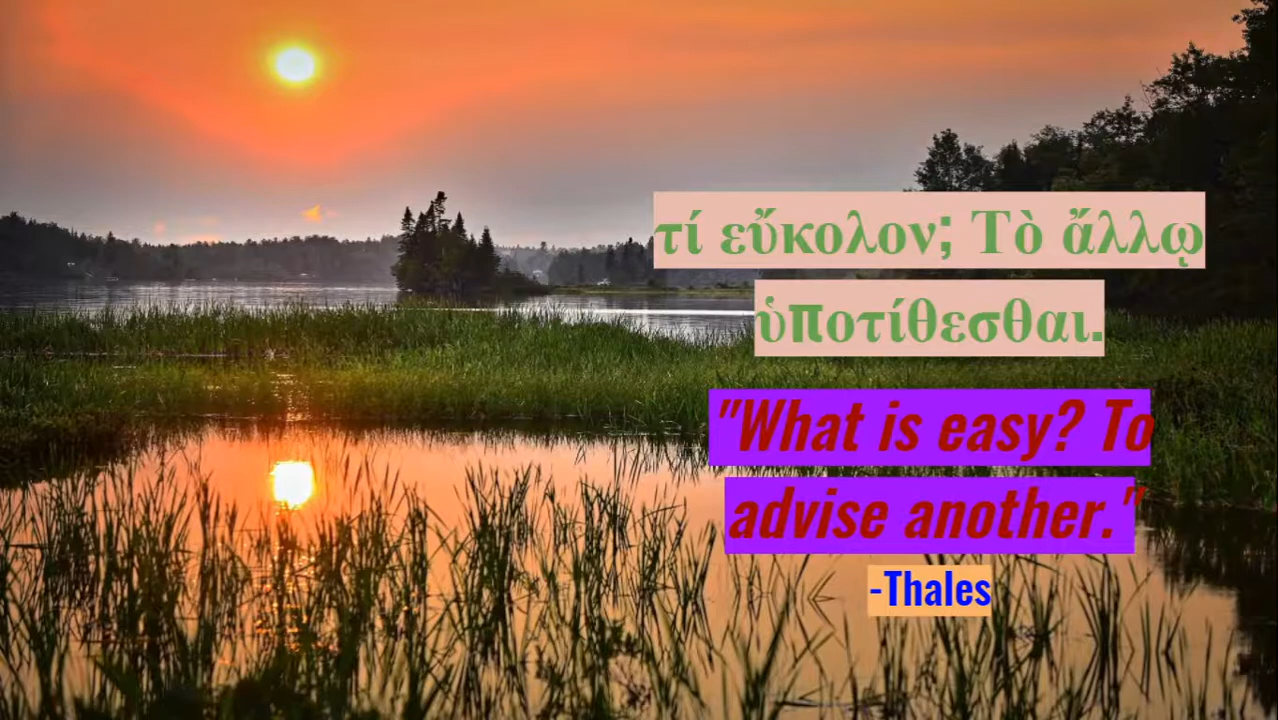 τί εὔκολον; Τὸ ἄλλῳ
ὑποτίθεσθαι.
"What is easy? To
advise another."
-Thales